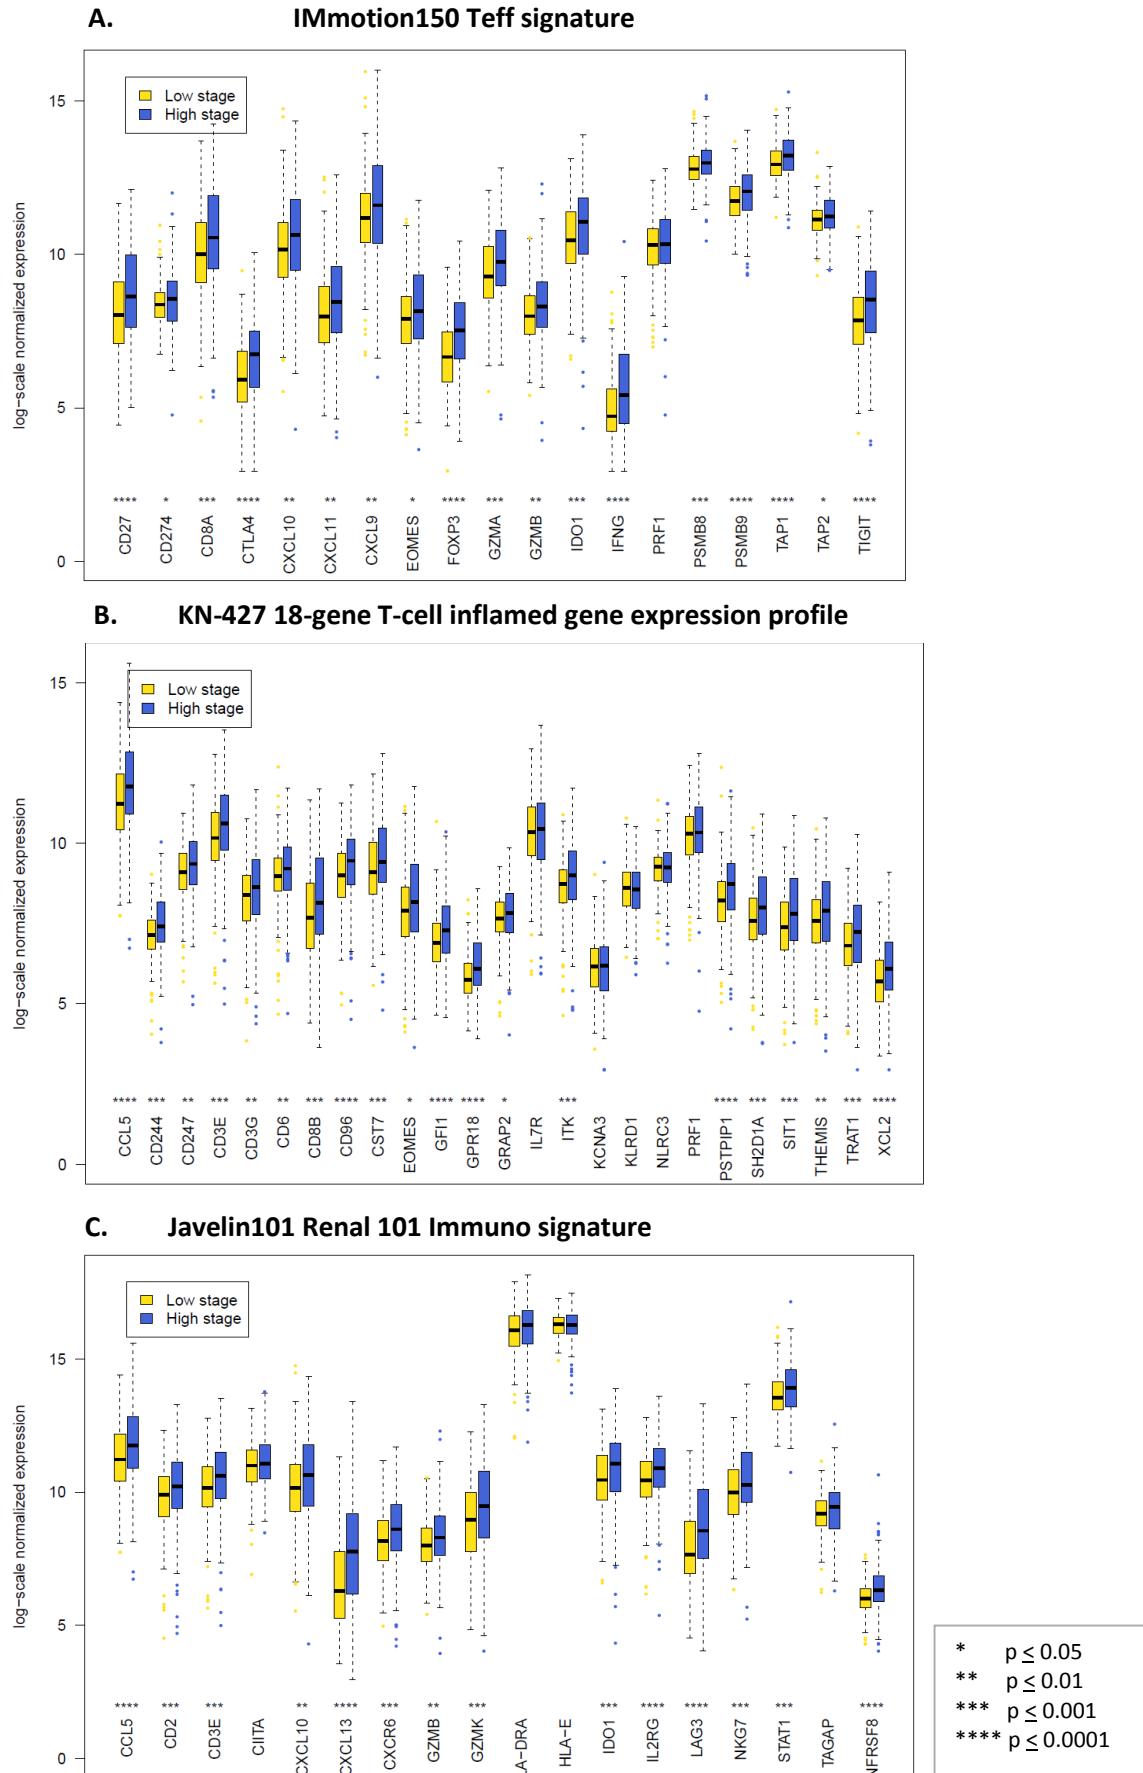 A. IMmotion150 Teff signature
Low stage
High stage
log-scale normalized expression
15
10
5
0
**** * *** **** ** ** ** * **** *** ** *** **** *** **** **** * ****
CD27 CD274 CD8A CTLA4 CXCL10 CXCL11 CXCL9 EOMES FOXP3 GZMA GZMB IDO1 IFNG PRF1 PSMB8 PSMB9 TAP1 TAP2 TIGIT
B. KN-427 18-gene T-cell inflamed gene expression profile
Low stage
High stage
log-scale normalized expression
15
10
5
0
**** *** ** *** ** ** *** **** *** * **** **** * *** **** *** *** ** *** ****
CCL5 CD244 CD247 CD3E CD3G CD6 CD8B CD96 CST7 EOMES GFI1 GPR18 GRAP2 IL7R ITK KCNA3 KLRD1 NLRC3 PRF1 PSTPIP1 SH2D1A SIT1 THEMIS TRAT1 XCL2
C. Javelin101 Renal 101 Immuno signature
Low stage
High stage
log-scale normalized expression
15
10
5
0
**** *** *** ** **** *** ** *** *** **** **** *** *** ****
CCL5 CD2 CD3E CIITA CXCL10 CXCL13 CXCR6 GZMB GZMK LA-DRA HLA-E IDO1 IL2RG LAG3 NKG7 STAT1 TAGAP NFRSF8
* p ≤ 0.05
** p ≤ 0.01
*** p ≤ 0.001
**** p ≤ 0.0001